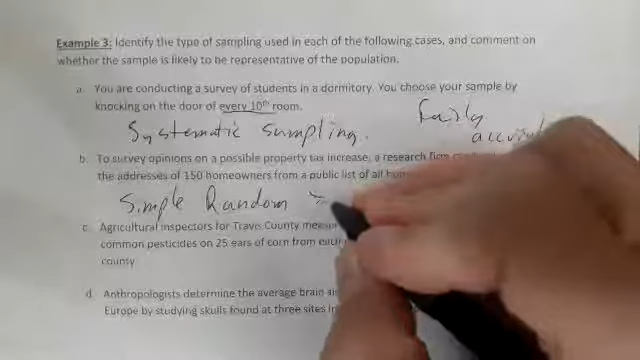 Example 3: Identify the type of sampling used in each of the following cases, and comment on
whether the sample is likely to be representative of the population.
a. You are conducting a survey of students in a dormitory. You choose your sample by
knocking on the door of every 10th room.
Fairly
Systematic sampling.
b. To survey opinions on a possible property tax increase, a research firm
the addresses of 150 homeowners from a public list of all
Simple Random
c. Agricultural inspectors for Travis County
common pesticides on 25 ears of corn from each
county.
d. Anthropologists determine the average brain
Europe by studying skulls found at three sites in